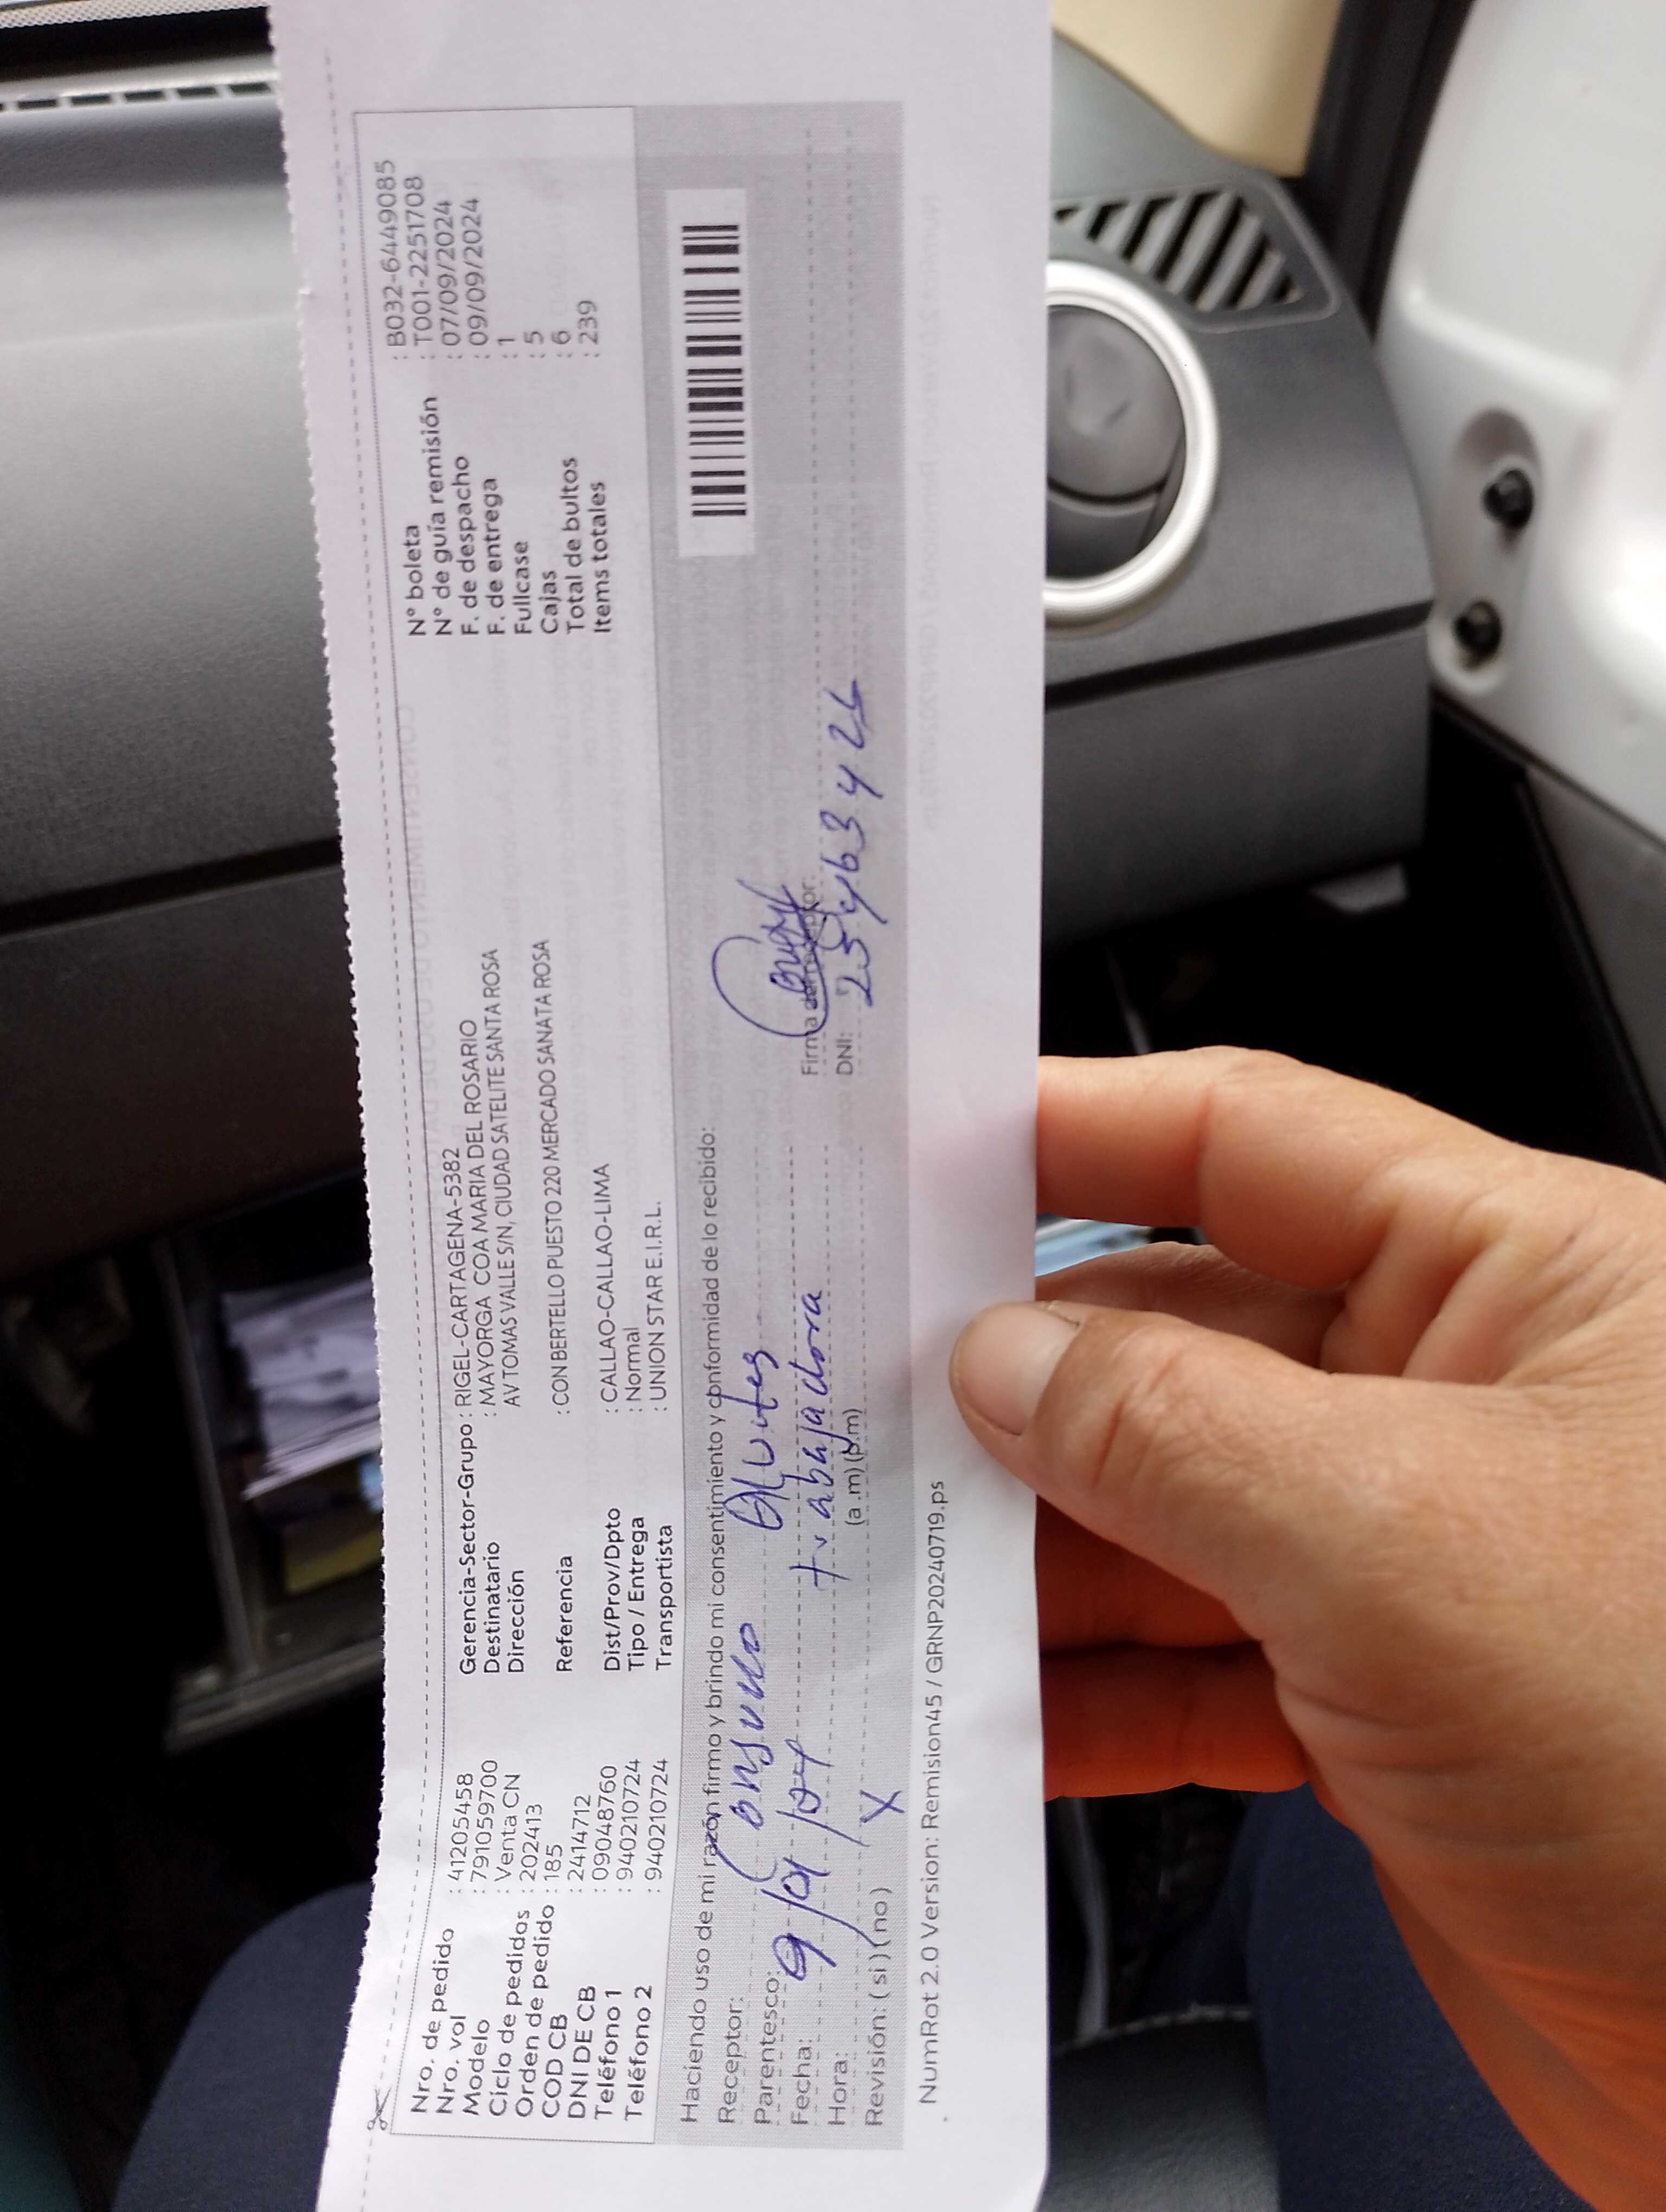 Nro. de pedido : 41205458
Nro. vol : 791059700
Modelo : Venta CN
Ciclo de pedidos : 202413
Orden de pedido : 185
COD CB : 2414712
DNI DE CB : 09048760
Teléfono 1 : 940210724
Teléfono 2 : 940210724
Gerencia-Sector-Grupo : RIGEL-CARTAGENA-5382
Destinatario : MAYORGA COA MARIA DEL ROSARIO
Dirección AV TOMAS VALLE S/N, CIUDAD SATELITE SANTA ROSA
Referencia : CON BERTELLO PUESTO 220 MERCADO SANATA ROSA
Dist/Prov/Dpto : CALLAO-CALLAO-LIMA
Tipo / Entrega : Normal
Transportista : UNION STAR E.I.R.L.
N° boleta : B032-6449085
N° de guía remisión : T001-2251708
F. de despacho : 07/09/2024
F. de entrega : 09/09/2024
Fullcase : 1
Cajas : 5
Total de bultos : 6
Items totales : 239
Haciendo uso de mi razón firmo y brindo mi consentimiento y conformidad de lo recibido:
Receptor: Consuelo
Parentesco: trabajadora
Fecha: 9
Hora: (a.m) (p.m)
Revisión: ( si ) (no) X
Firma del receptor:
DNI:
NumRot 2.0 Version: Remision45 / GRNP20240719.ps